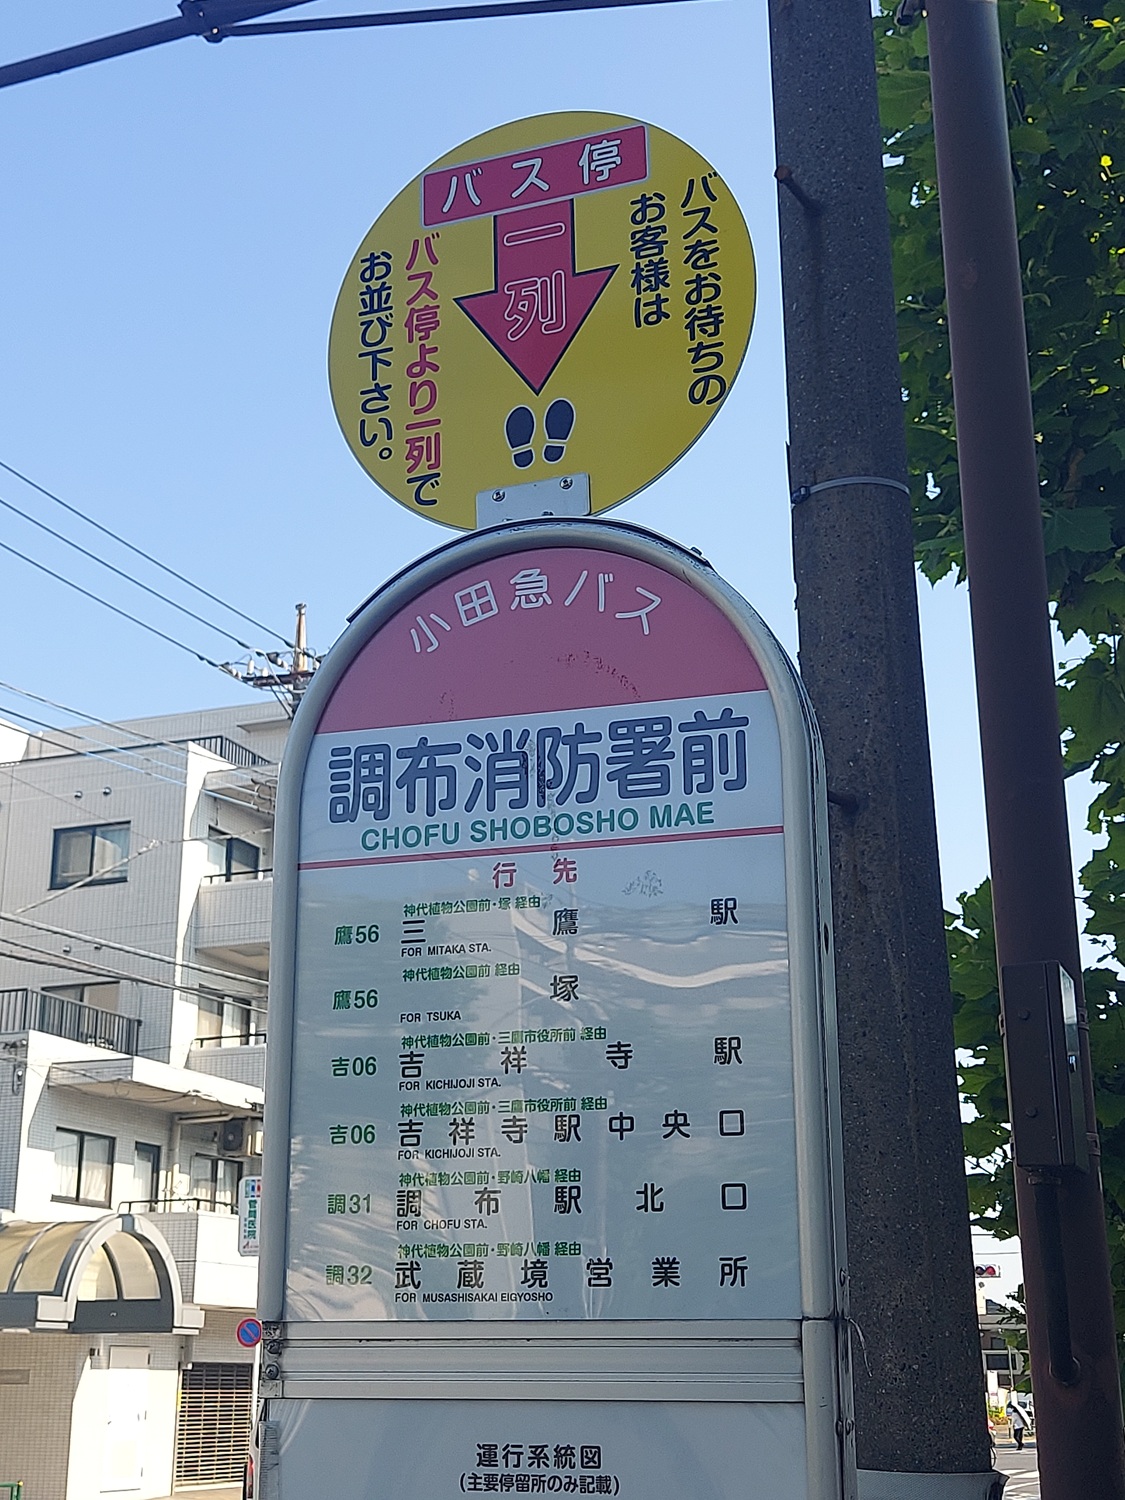 バス停
一列
バスをお待ちの
お客様は
バス停より一列で
お並び下さい。
小田急バス
調布消防署前
CHOFU SHOBOSHO MAE
行先
神代植物公園前・塚 経由
鷹56 三鷹駅
FOR MITAKA STA.
神代植物公園前 経由
鷹56 塚
FOR TSUKA
神代植物公園前・三鷹市役所前 経由
吉06 吉祥寺駅
FOR KICHIJOJI STA.
神代植物公園前・三鷹市役所前 経由
吉06 吉祥寺駅中央口
FOR KICHIJOJI STA.
神代植物公園前・野崎八幡 経由
調31 調布駅北口
FOR CHOFU STA.
神代植物公園前・野崎八幡 経由
調32 武蔵境営業所
FOR MUSASHISAKAI EIGYOSHO
運行系統図
(主要停留所のみ記載)